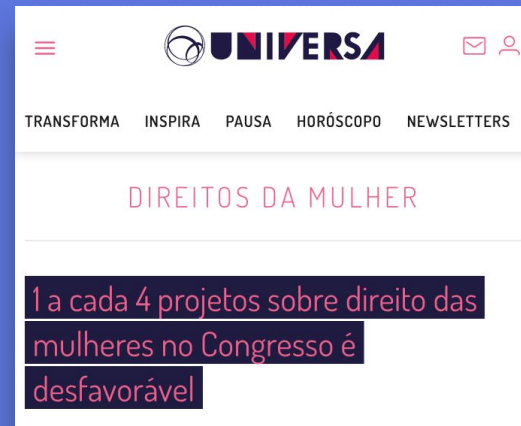 UNIVERSA
TRANSFORMA INSPIRA PAUSA HORÓSCOPO NEWSLETTERS
DIREITOS DA MULHER
1 a cada 4 projetos sobre direito das
mulheres no Congresso é
desfavorável